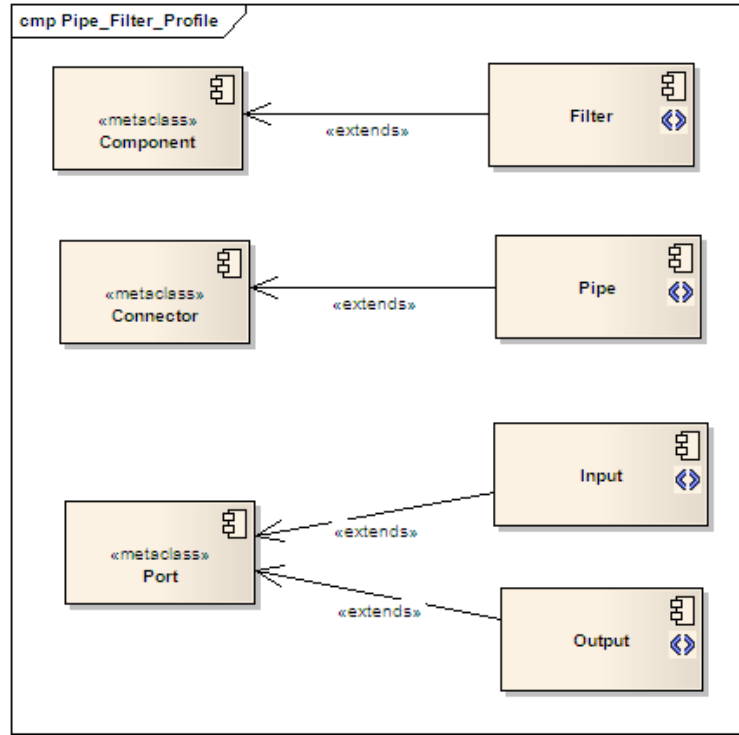 cmp Pipe_Filter_Profile
«metaclass»
Component
«extends»
Filter
«metaclass»
Connector
«extends»
Pipe
«metaclass»
Port
«extends»
Input
«extends»
Output